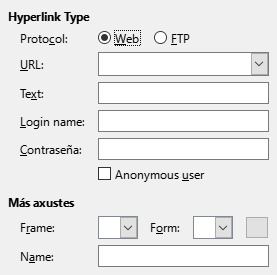 Hyperlink Type
Protocol: Web FTP
URL:
Text:
Login name:
Contraseña:
Anonymous user
Más axustes
Frame: Form:
Name: